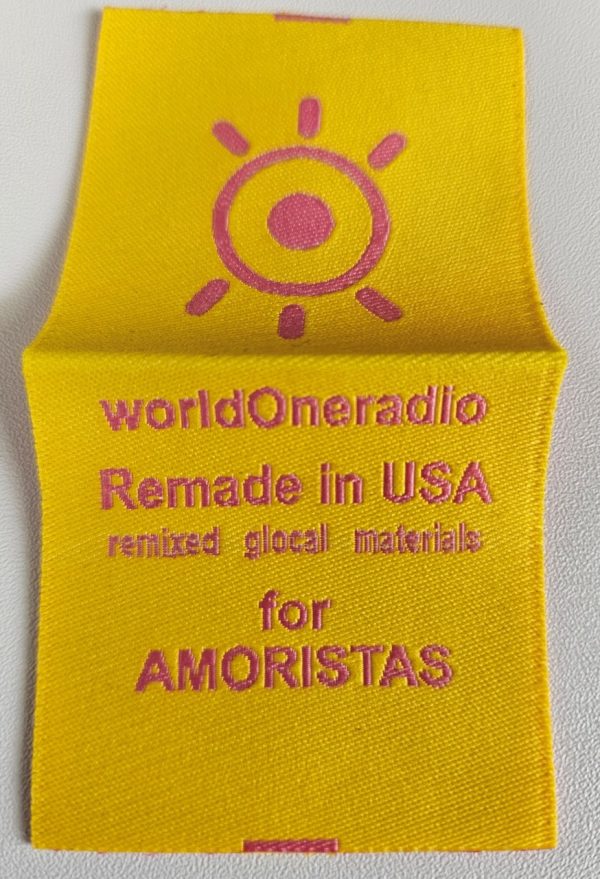 worldOneradio
Remade in USA
remixed glocal materials
for
AMORISTAS